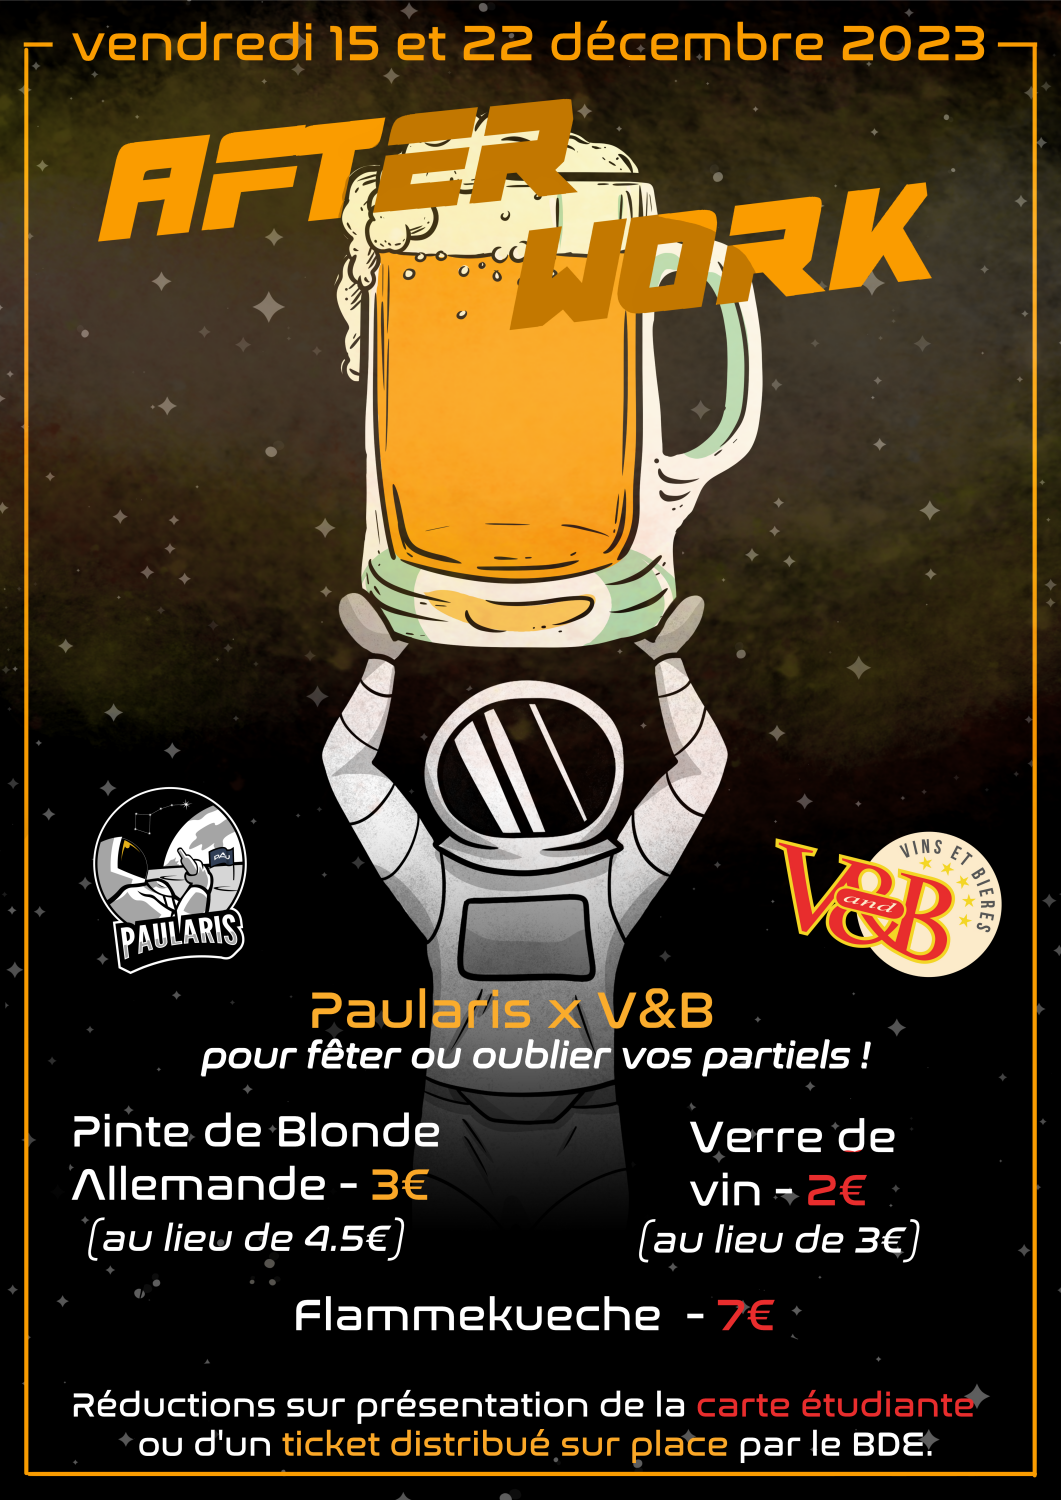 vendredi 15 et 22 décembre 2023
AFTER
WORK
PAU
PAULARIS
VINS ET BIERES
V and B
Paularis x V&B
pour fêter ou oublier vos partiels !
Pinte de Blonde
Allemande - 3€
(au lieu de 4.5€)
Verre de
vin - 2€
(au lieu de 3€)
Flammekueche - 7€
Réductions sur présentation de la carte étudiante
ou d'un ticket distribué sur place par le BDE.